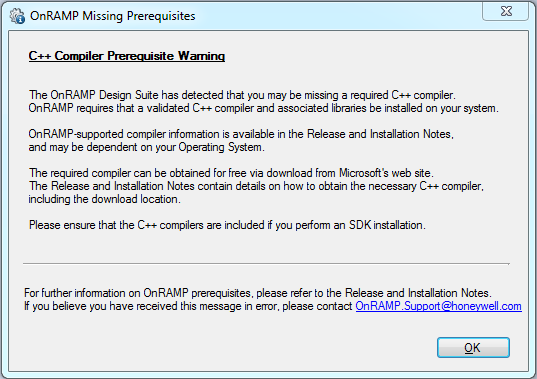 OnRAMP Missing Prerequisites
C++ Compiler Prerequisite Warning
The OnRAMP Design Suite has detected that you may be missing a required C++ compiler.
OnRAMP requires that a validated C++ compiler and associated libraries be installed on your system.
OnRAMP-supported compiler information is available in the Release and Installation Notes,
and may be dependent on your Operating System.
The required compiler can be obtained for free via download from Microsoft's web site.
The Release and Installation Notes contain details on how to obtain the necessary C++ compiler,
including the download location.
Please ensure that the C++ compilers are included if you perform an SDK installation.
For further information on OnRAMP prerequisites, please refer to the Release and Installation Notes.
If you believe you have received this message in error, please contact OnRAMP.Support@honeywell.com
OK